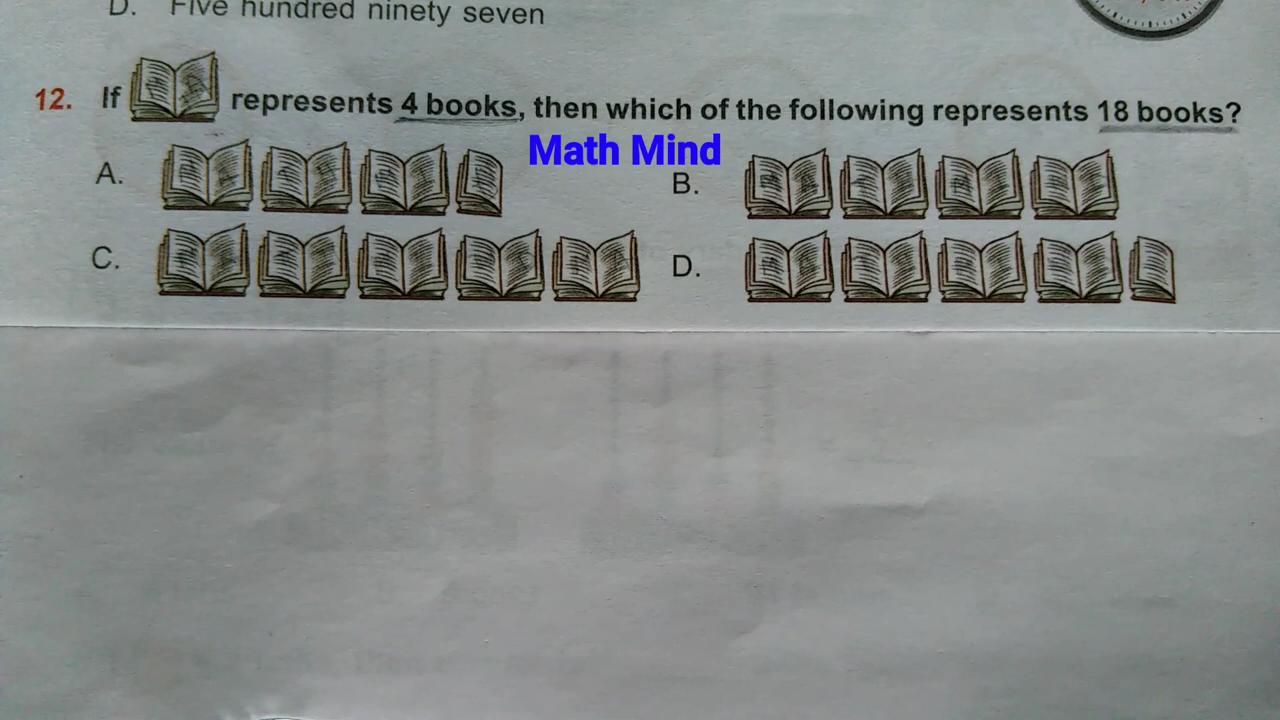 D. Five hundred ninety seven
12. If represents 4 books, then which of the following represents 18 books?
Math Mind
A.
B.
C.
D.